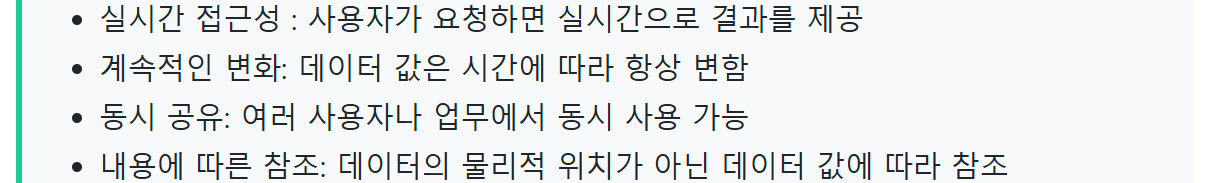 • 실시간 접근성 : 사용자가 요청하면 실시간으로 결과를 제공
• 계속적인 변화: 데이터 값은 시간에 따라 항상 변함
• 동시 공유: 여러 사용자나 업무에서 동시 사용 가능
• 내용에 따른 참조: 데이터의 물리적 위치가 아닌 데이터 값에 따라 참조